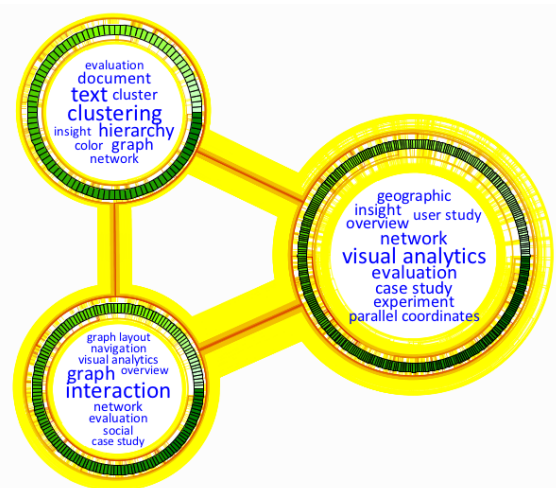 evaluation
document
text cluster
clustering
insight hierarchy
color graph
network
geographic
insight user study
overview
network
visual analytics
evaluation
case study
experiment
parallel coordinates
graph layout
navigation
visual analytics
graph overview
interaction
network
evaluation
social
case study